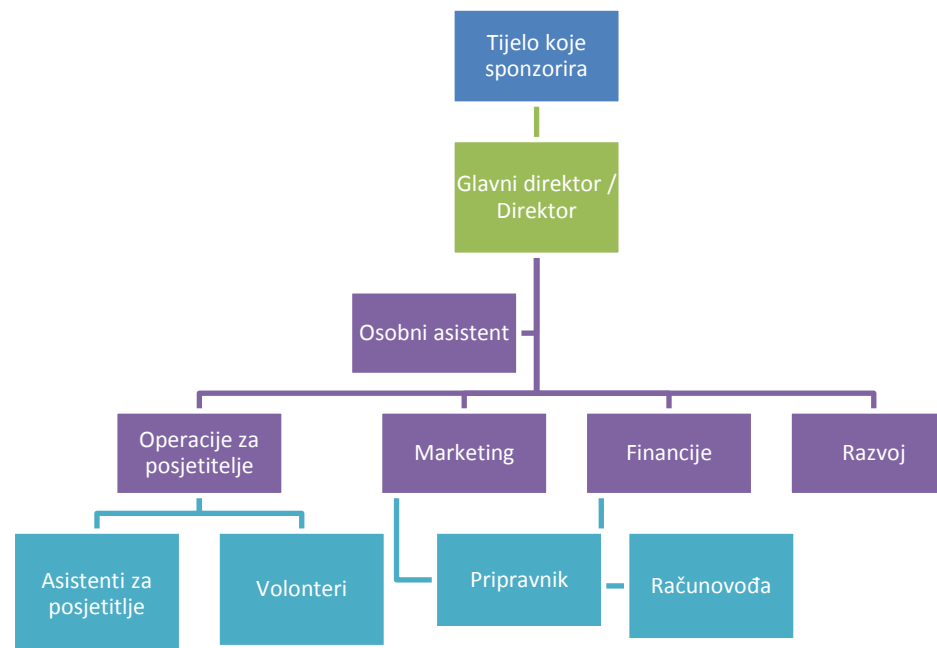 Tijelo koje
sponzorira
Glavni direktor /
Direktor
Osobni asistent
Operacije za
posjetitelje
Marketing
Financije
Razvoj
Asistenti za
posjetitlje
Volonteri
Pripravnik
Računovođa